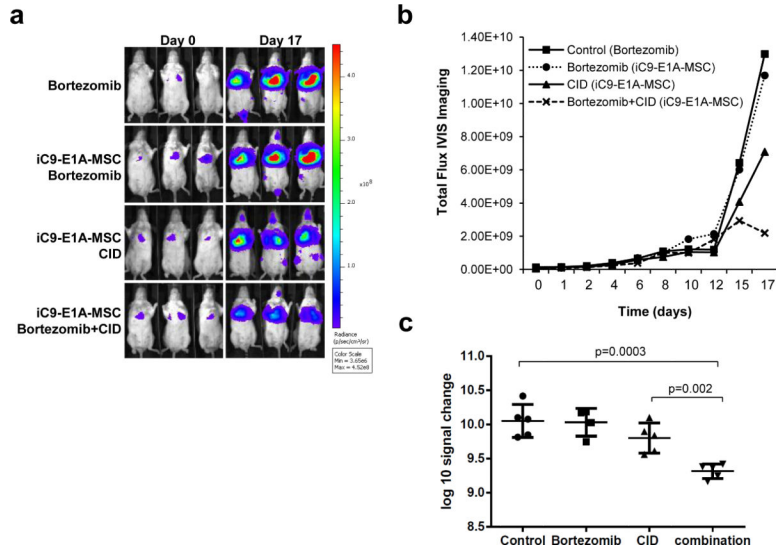 a
Day 0
Day 17
Bortezomib
iC9-E1A-MSC
Bortezomib
iC9-E1A-MSC
CID
iC9-E1A-MSC
Bortezomib+CID
4.0
3.0
x10⁸
2.0
1.0
Radiance
(p/sec/cm²/sr)
Color Scale
Min = 3.65e6
Max = 4.52e8
b
Total Flux IVIS Imaging
1.40E+10
1.20E+10
1.00E+10
8.00E+09
6.00E+09
4.00E+09
2.00E+09
0.00E+00
Control (Bortezomib)
Bortezomib (iC9-E1A-MSC)
CID (iC9-E1A-MSC)
Bortezomib+CID (iC9-E1A-MSC)
0 1 2 4 6 8 10 12 15 17
Time (days)
c
log 10 signal change
11.0
10.5
10.0
9.5
9.0
8.5
p=0.0003
p=0.002
Control Bortezomib CID combination